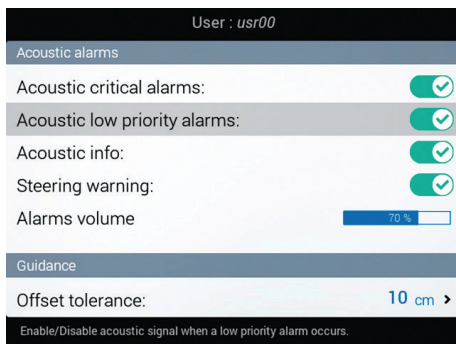 User : usr00
Acoustic alarms
Acoustic critical alarms:
Acoustic low priority alarms:
Acoustic info:
Steering warning:
Alarms volume 70 %
Guidance
Offset tolerance: 10 cm >
Enable/Disable acoustic signal when a low priority alarm occurs.